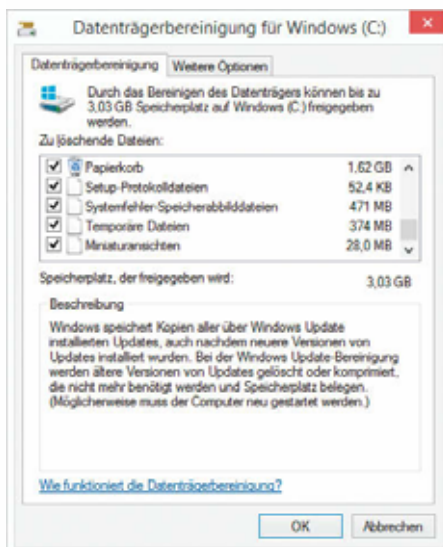 Datenträgerbereinigung für Windows (C:)
Datenträgerbereinigung Weitere Optionen
Durch das Bereinigen des Datenträgers können bis zu
3,03 GB Speicherplatz auf Windows (C:) freigegeben
werden.
Zu löschende Dateien:
Papierkorb 1,62 GB
Setup-Protokolldateien 52,4 KB
Systemfehler-Speicherabbilddateien 471 MB
Temporäre Dateien 374 MB
Miniaturansichten 28,0 MB
Speicherplatz, der freigegeben wird: 3,03 GB
Beschreibung
Windows speichert Kopien aller über Windows Update
installierten Updates, auch nachdem neuere Versionen von
Updates installiert wurden. Bei der Windows Update-Bereinigung
werden ältere Versionen von Updates gelöscht oder komprimiert,
die nicht mehr benötigt werden und Speicherplatz belegen.
(Möglicherweise muss der Computer neu gestartet werden.)
Wie funktioniert die Datenträgerbereinigung?
OK Abbrechen